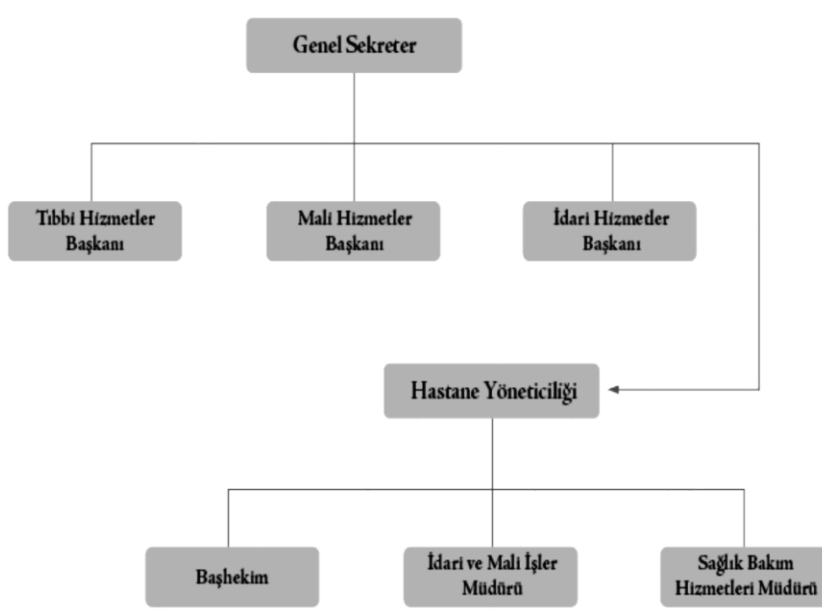 Genel Sekreter
Tıbbi Hizmetler
Başkanı
Mali Hizmetler
Başkanı
İdari Hizmetler
Başkanı
Hastane Yöneticiliği
Başhekim
İdari ve Mali İşler
Müdürü
Sağlık Bakım
Hizmetleri Müdürü